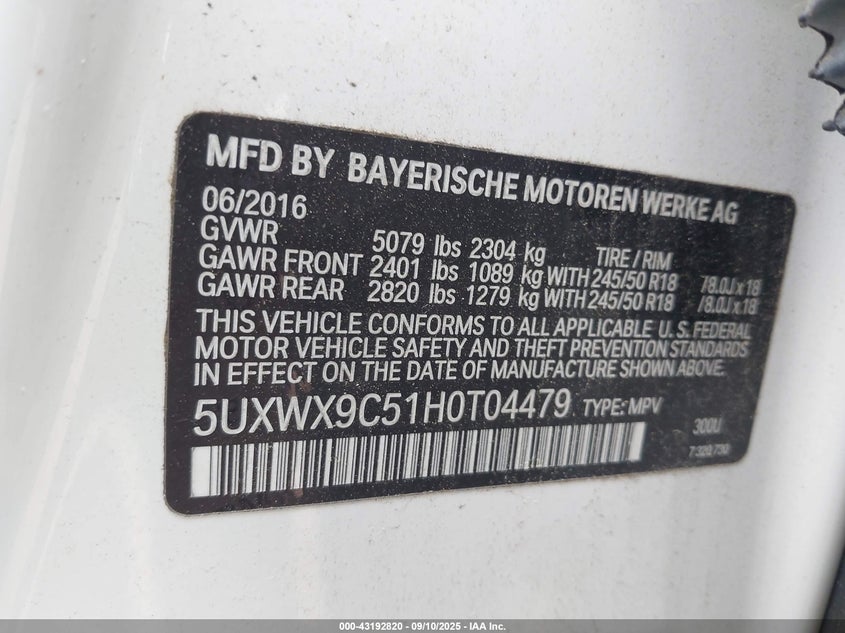 MFD BY BAYERISCHE MOTOREN WERKE AG
06/2016
GVWR 5079 lbs 2304 kg TIRE / RIM
GAWR FRONT 2401 lbs 1089 kg WITH 245/50 R18 /8.0J x 18
GAWR REAR 2820 lbs 1279 kg WITH 245/50 R18 /8.0J x 18
THIS VEHICLE CONFORMS TO ALL APPLICABLE U.S. FEDERAL
MOTOR VEHICLE SAFETY AND THEFT PREVENTION STANDARDS
IN EFFECT ON THE DATE OF MANUFACTURE SHOWN ABOVE.
5UXWX9C51H0T04479 TYPE: MPV 300U
7 320 730
000-43192820 - 09/10/2025 - IAA Inc.